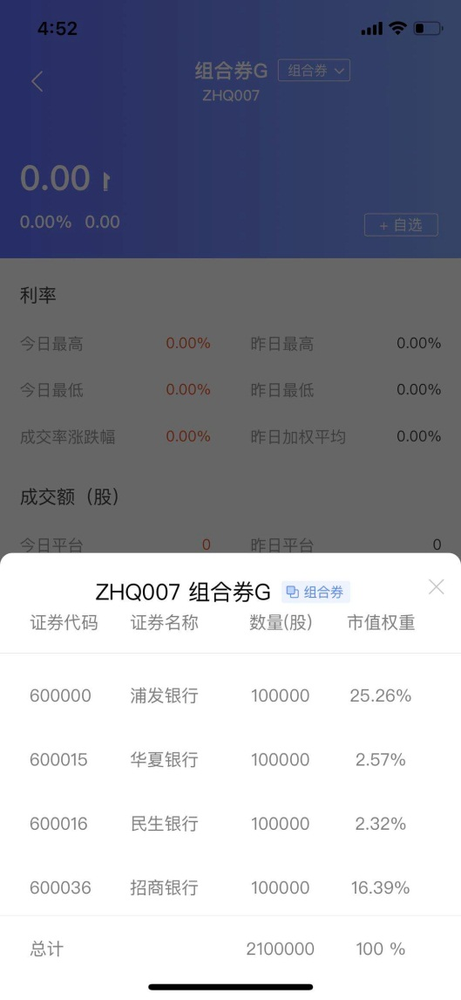 4:52
组合券G 组合券
ZHQ007
0.00
0.00% 0.00
+ 自选
利率
今日最高 0.00% 昨日最高 0.00%
今日最低 0.00% 昨日最低 0.00%
成交率涨跌幅 0.00% 昨日加权平均 0.00%
成交额（股）
今日平台 0 昨日平台 0
ZHQ007 组合券G 组合券
证券代码 证券名称 数量(股) 市值权重
600000 浦发银行 100000 25.26%
600015 华夏银行 100000 2.57%
600016 民生银行 100000 2.32%
600036 招商银行 100000 16.39%
总计 2100000 100 %